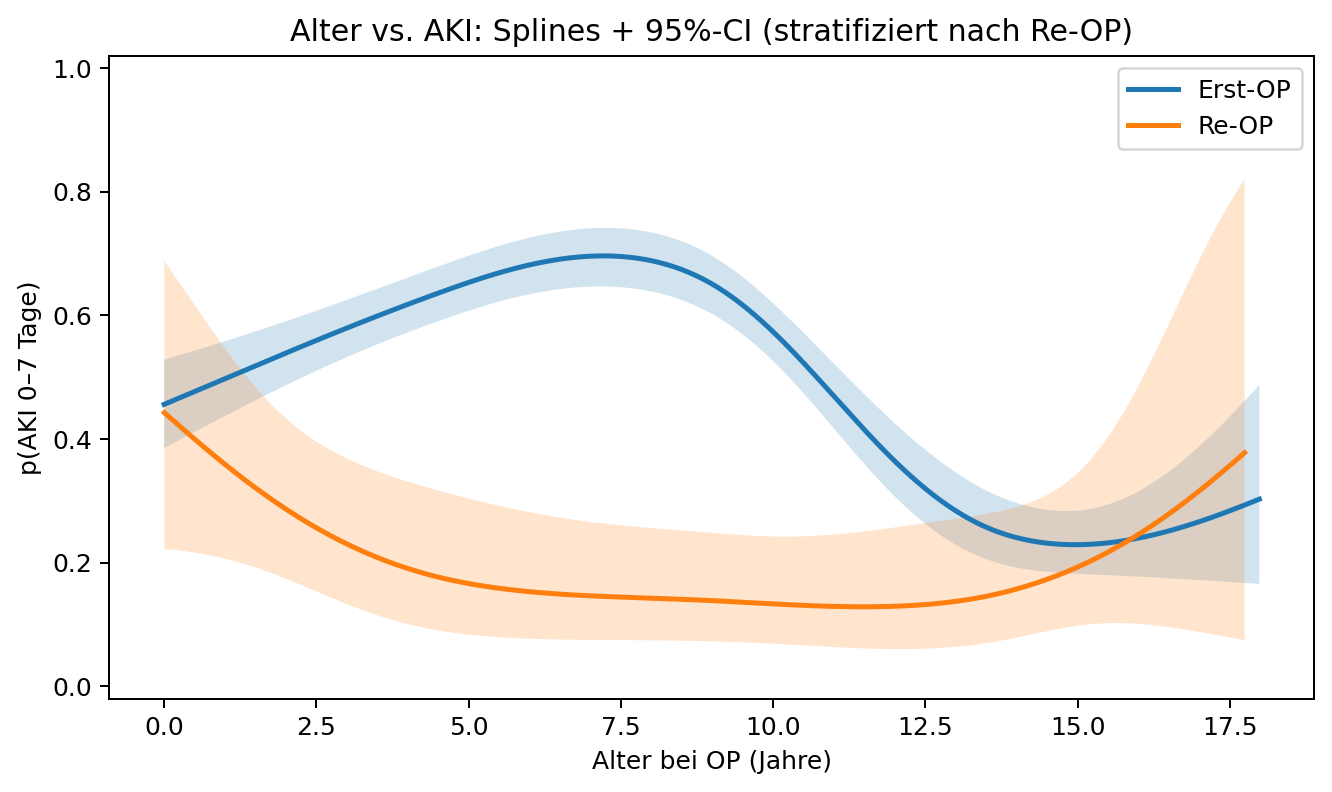 Alter vs. AKI: Splines + 95%-CI (stratifiziert nach Re-OP)
Erst-OP
Re-OP
p(AKI 0–7 Tage)
1.0
0.8
0.6
0.4
0.2
0.0
0.0 2.5 5.0 7.5 10.0 12.5 15.0 17.5
Alter bei OP (Jahre)